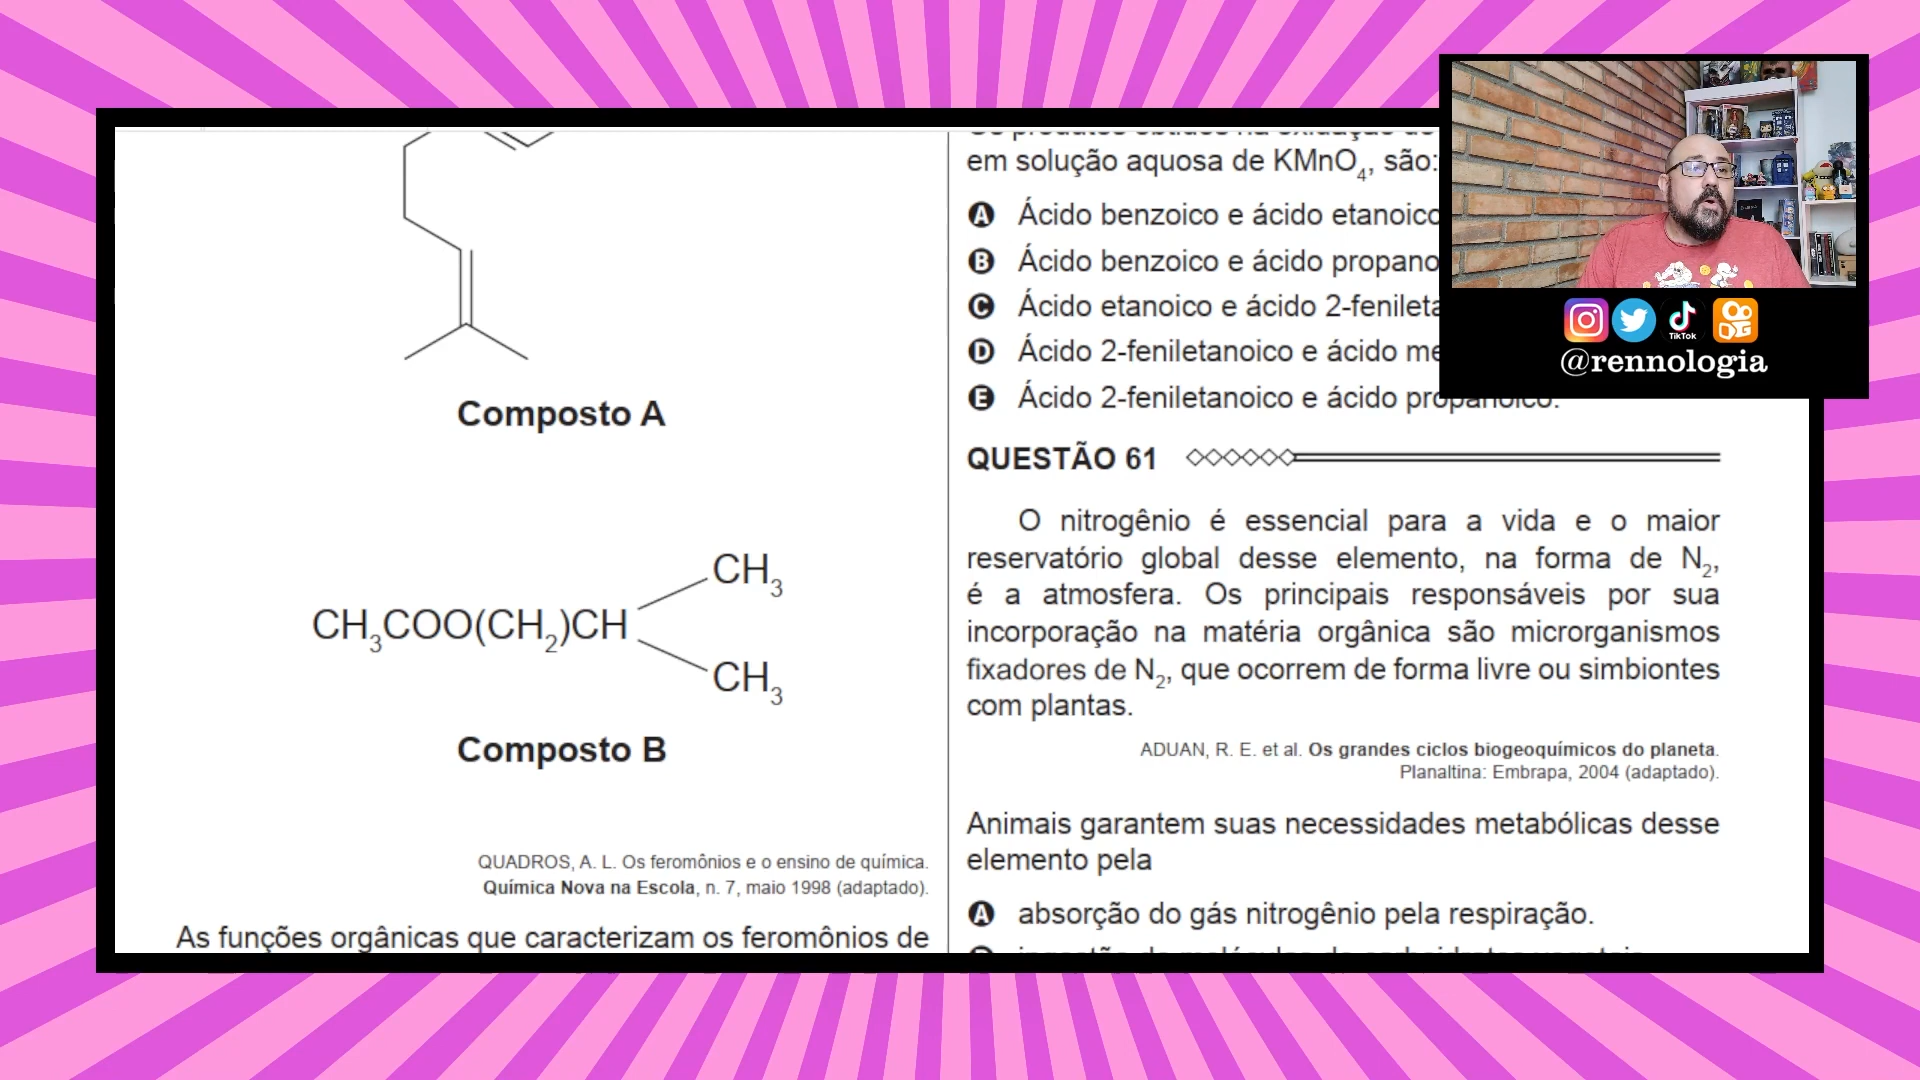 Composto A
CH3
CH3COO(CH2)CH
CH3
Composto B
QUADROS, A. L. Os feromônios e o ensino de química.
Química Nova na Escola, n. 7, maio 1998 (adaptado).
As funções orgânicas que caracterizam os feromônios de
em solução aquosa de KMnO4, são:
A Ácido benzoico e ácido etanoico
B Ácido benzoico e ácido propano
C Ácido etanoico e ácido 2-fenileta
D Ácido 2-feniletanoico e ácido me
E Ácido 2-feniletanoico e ácido propanoico.
QUESTÃO 61
O nitrogênio é essencial para a vida e o maior
reservatório global desse elemento, na forma de N2,
é a atmosfera. Os principais responsáveis por sua
incorporação na matéria orgânica são microrganismos
fixadores de N2, que ocorrem de forma livre ou simbiontes
com plantas.
ADUAN, R. E. et al. Os grandes ciclos biogeoquímicos do planeta.
Planaltina: Embrapa, 2004 (adaptado).
Animais garantem suas necessidades metabólicas desse
elemento pela
A absorção do gás nitrogênio pela respiração.
TikTok
@rennologia